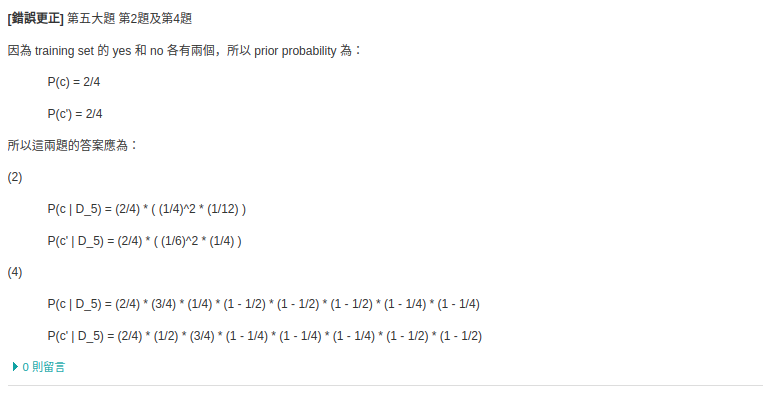 [錯誤更正] 第五大題 第2題及第4題
因為 training set 的 yes 和 no 各有兩個，所以 prior probability 為：
P(c) = 2/4
P(c') = 2/4
所以這兩題的答案應為：
(2)
P(c | D_5) = (2/4) * ( (1/4)^2 * (1/12) )
P(c' | D_5) = (2/4) * ( (1/6)^2 * (1/4) )
(4)
P(c | D_5) = (2/4) * (3/4) * (1/4) * (1 - 1/2) * (1 - 1/2) * (1 - 1/2) * (1 - 1/4) * (1 - 1/4)
P(c' | D_5) = (2/4) * (1/2) * (3/4) * (1 - 1/4) * (1 - 1/4) * (1 - 1/4) * (1 - 1/2) * (1 - 1/2)
0 則留言